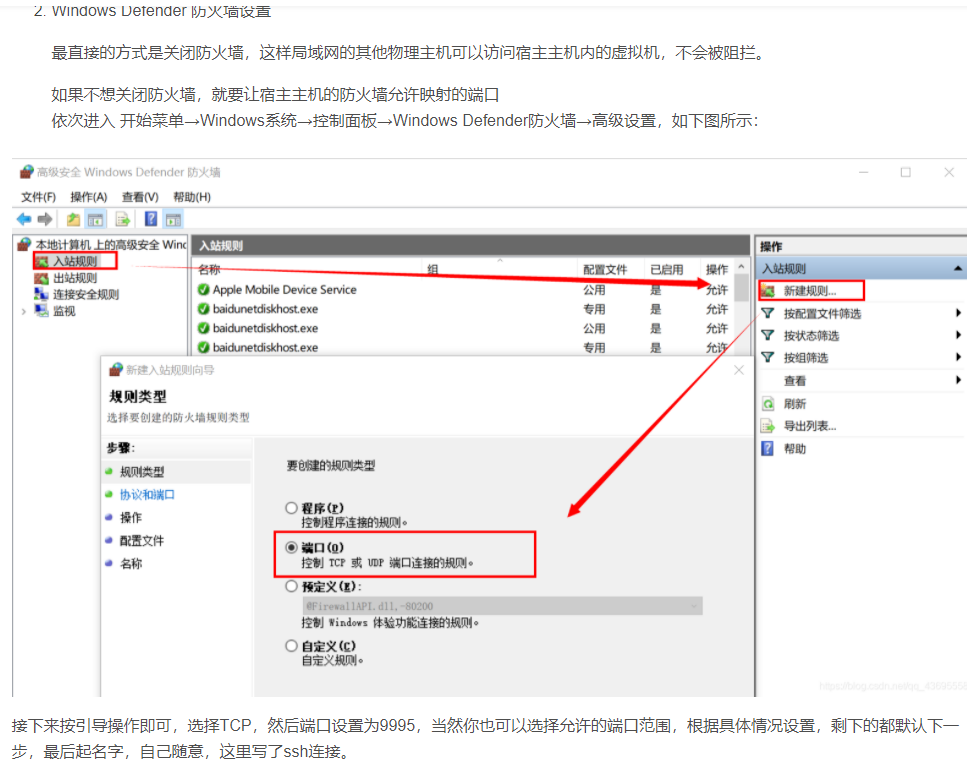 2. Windows Defender 防火墙设置
最直接的方式是关闭防火墙，这样局域网的其他物理主机可以访问宿主主机内的虚拟机，不会被阻拦。
如果不想关闭防火墙，就要让宿主主机的防火墙允许映射的端口
依次进入 开始菜单→Windows系统→控制面板→Windows Defender防火墙→高级设置，如下图所示：
高级安全 Windows Defender 防火墙
文件(F) 操作(A) 查看(V) 帮助(H)
本地计算机 上的高级安全 Winc
入站规则
出站规则
连接安全规则
监视
入站规则
名称 组 配置文件 已启用 操作
Apple Mobile Device Service 公用 是 允许
baidunetdiskhost.exe 专用 是 允许
baidunetdiskhost.exe 公用 是 允许
baidunetdiskhost.exe 专用 是 允许
操作
入站规则
新建规则...
按配置文件筛选
按状态筛选
按组筛选
查看
刷新
导出列表...
帮助
新建入站规则向导
规则类型
选择要创建的防火墙规则类型
步骤：
规则类型
协议和端口
操作
配置文件
名称
要创建的规则类型
程序(P)
控制程序连接的规则。
端口(O)
控制 TCP 或 UDP 端口连接的规则。
预定义(E)：
@FirewallAPI.dll,-80200
控制 Windows 体验功能连接的规则。
自定义(C)
自定义规则。
接下来按引导操作即可，选择TCP，然后端口设置为9995，当然你也可以选择允许的端口范围，根据具体情况设置，剩下的都默认下一
步，最后起名字，自己随意，这里写了ssh连接。